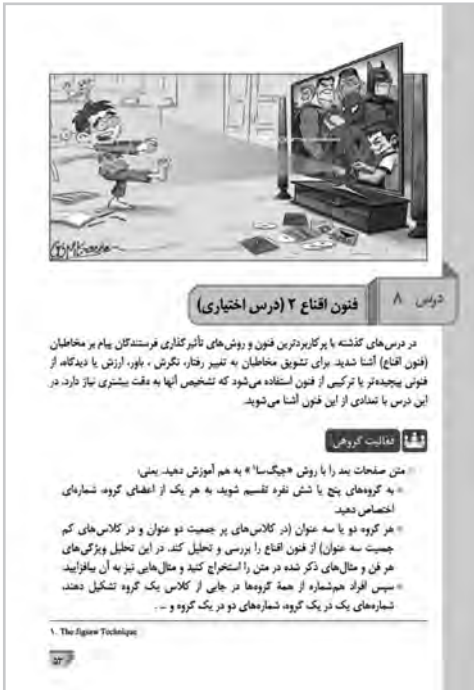 درس ۸
فنون اقناع ۲ (درس اختیاری)
در درس‌های گذشته با پرکاربردترین فنون و روش‌های تأثیرگذاری فرستندگان پیام بر مخاطبان
(فنون اقناع) آشنا شدید. برای تشویق مخاطبان به تغییر رفتار، نگرش ، باور، ارزش یا دیدگاه، از
فنونی پیچیده‌تر یا ترکیبی از فنون استفاده می‌شود که تشخیص آنها به دقت بیشتری نیاز دارد. در
این درس با تعدادی از این فنون آشنا می‌شوید.
فعالیت گروهی
متن صفحات بعد را با روش «جیگ‌سا۱» به هم آموزش دهید. یعنی:
به گروه‌های پنج یا شش نفره تقسیم شوید، به هر یک از اعضای گروه، شماره‌ای
اختصاص دهید.
هر گروه دو یا سه عنوان (در کلاس‌های پر جمعیت دو عنوان و در کلاس‌های کم
جمعیت سه عنوان) از فنون اقناع را بررسی و تحلیل کند. در این تحلیل ویژگی‌های
هر فن و مثال‌های ذکر شده در متن را استخراج کنید و مثال‌هایی نیز به آن بیافزایید.
سپس افراد هم‌شماره از همهٔ گروه‌ها در جایی از کلاس یک گروه تشکیل دهند،
شماره‌های یک در یک گروه، شماره‌های دو در یک گروه و ... .
۱. The Jigsaw Technique
۵۳